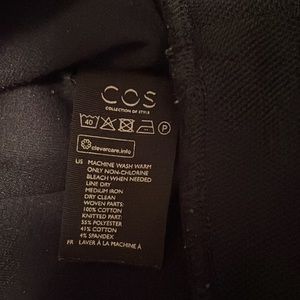 COS
COLLECTION OF STYLE
40
P
clevercare.info
US MACHINE WASH WARM
ONLY NON-CHLORINE
BLEACH WHEN NEEDED
LINE DRY
MEDIUM IRON
DRY CLEAN
WOVEN PART:
100% COTTON
KNITTED PART:
55% POLYESTER
41% COTTON
4% SPANDEX
FR LAVER À LA MACHINE À